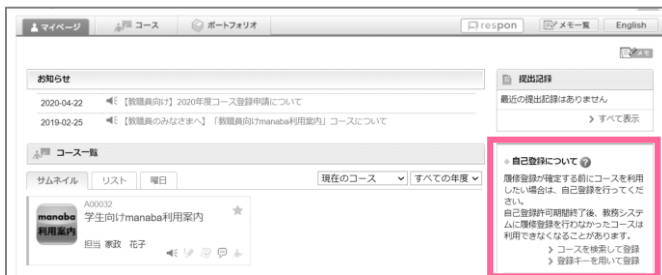 マイページ
コース
ポートフォリオ
respon
メモ一覧
English
メモ
お知らせ
2020-04-22 【教職員向け】2020年度コース登録申請について
2019-02-25 【教職員のみなさまへ】「教職員向けmanaba利用案内」コースについて
コース一覧
サムネイル
リスト
曜日
現在のコース
すべての年度
A00032
manaba
利用案内
学生向けmanaba利用案内
担当 家政 花子
提出記録
最近の提出記録はありません
すべて表示
自己登録について
履修登録が確定する前にコースを利用
したい場合は、自己登録を行ってくだ
さい。
自己登録許可期間終了後、教務システ
ムに履修登録を行わなかったコースは
利用できなくなることがあります。
コースを検索して登録
登録キーを用いて登録